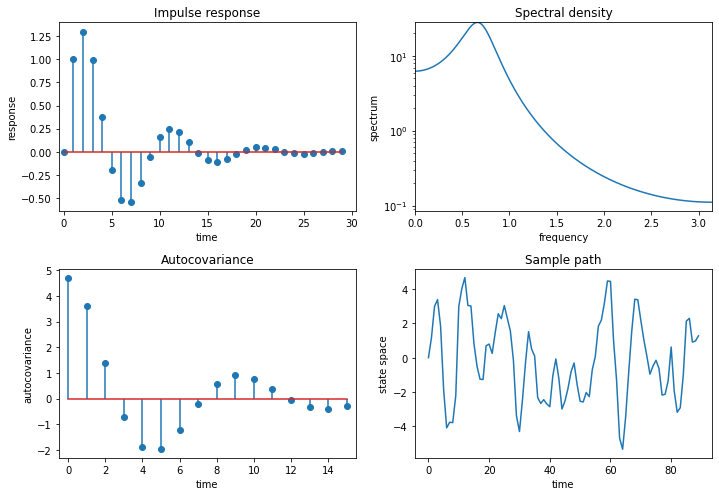 Impulse response
1.25
1.00
0.75
0.50
0.25
0.00
−0.25
−0.50
response
0 5 10 15 20 25 30
time
Spectral density
10¹
10⁰
10⁻¹
spectrum
0.0 0.5 1.0 1.5 2.0 2.5 3.0
frequency
Autocovariance
5
4
3
2
1
0
−1
−2
autocovariance
0 2 4 6 8 10 12 14
time
Sample path
4
2
0
−2
−4
state space
0 20 40 60 80
time